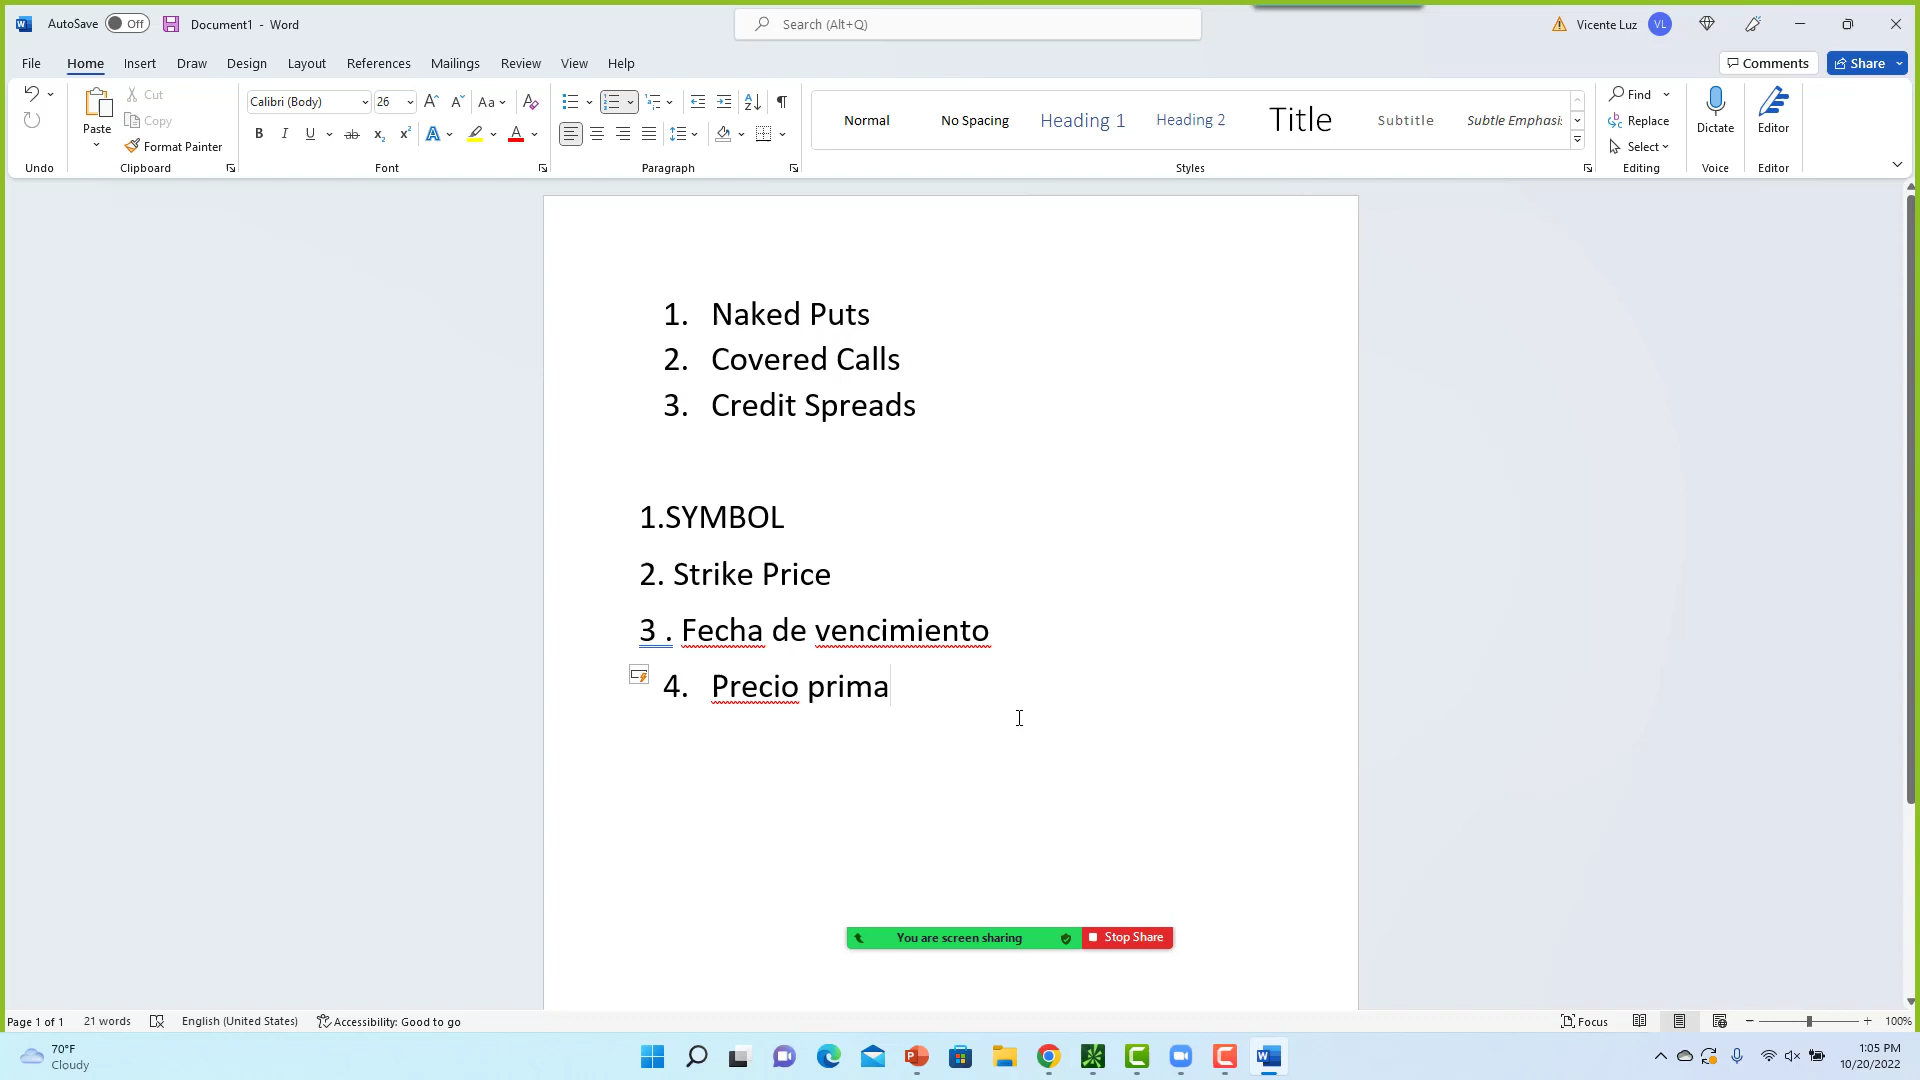 AutoSave Off Document1 - Word Search (Alt+Q) Vicente Luz VL
File Home Insert Draw Design Layout References Mailings Review View Help Comments Share
Paste Cut Copy Format Painter
Calibri (Body) 26
Normal No Spacing Heading 1 Heading 2 Title Subtitle Subtle Emphasis
Find Replace Select Dictate Editor
Undo Clipboard Font Paragraph Styles Editing Voice Editor
1. Naked Puts
2. Covered Calls
3. Credit Spreads
1.SYMBOL
2. Strike Price
3 . Fecha de vencimiento
4. Precio prima
You are screen sharing Stop Share
Page 1 of 1 21 words English (United States) Accessibility: Good to go Focus 100%
70°F
Cloudy
1:05 PM
10/20/2022